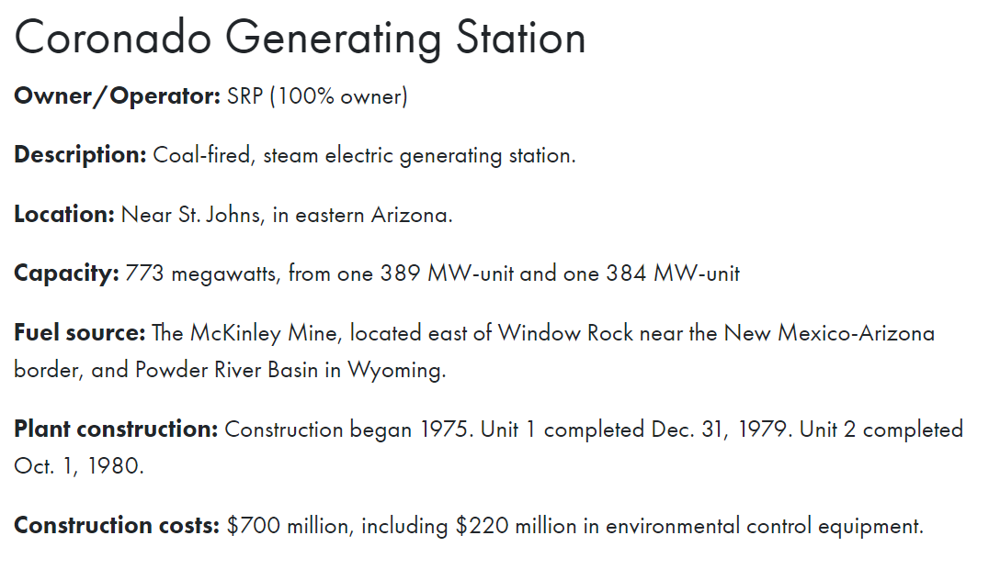 Coronado Generating Station
Owner/Operator: SRP (100% owner)
Description: Coal-fired, steam electric generating station.
Location: Near St. Johns, in eastern Arizona.
Capacity: 773 megawatts, from one 389 MW-unit and one 384 MW-unit
Fuel source: The McKinley Mine, located east of Window Rock near the New Mexico-Arizona
border, and Powder River Basin in Wyoming.
Plant construction: Construction began 1975. Unit 1 completed Dec. 31, 1979. Unit 2 completed
Oct. 1, 1980.
Construction costs: $700 million, including $220 million in environmental control equipment.